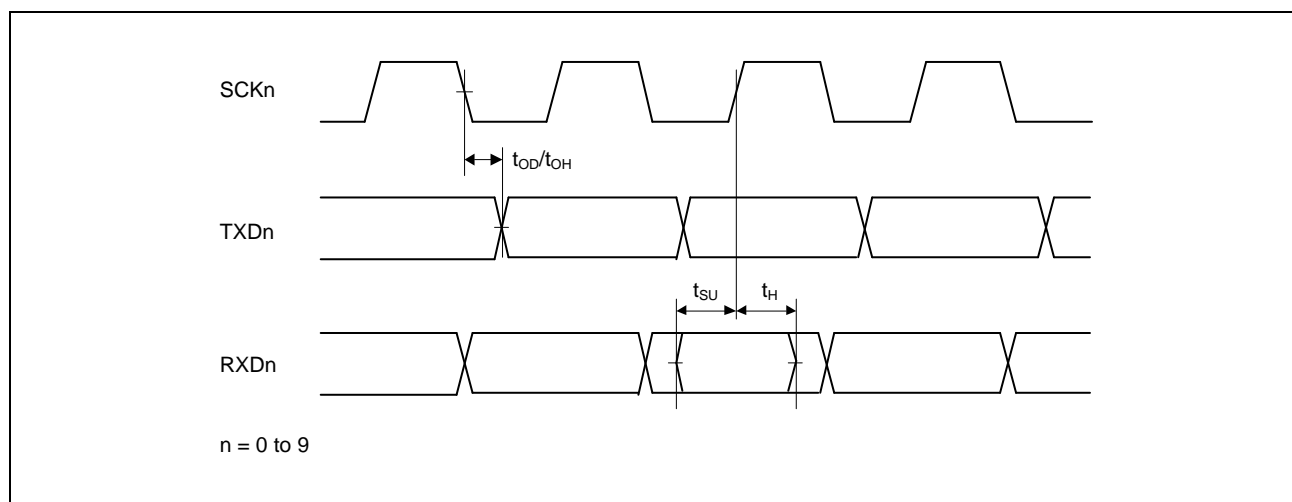 SCKn
tOD/tOH
TXDn
tSU tH
RXDn
n = 0 to 9